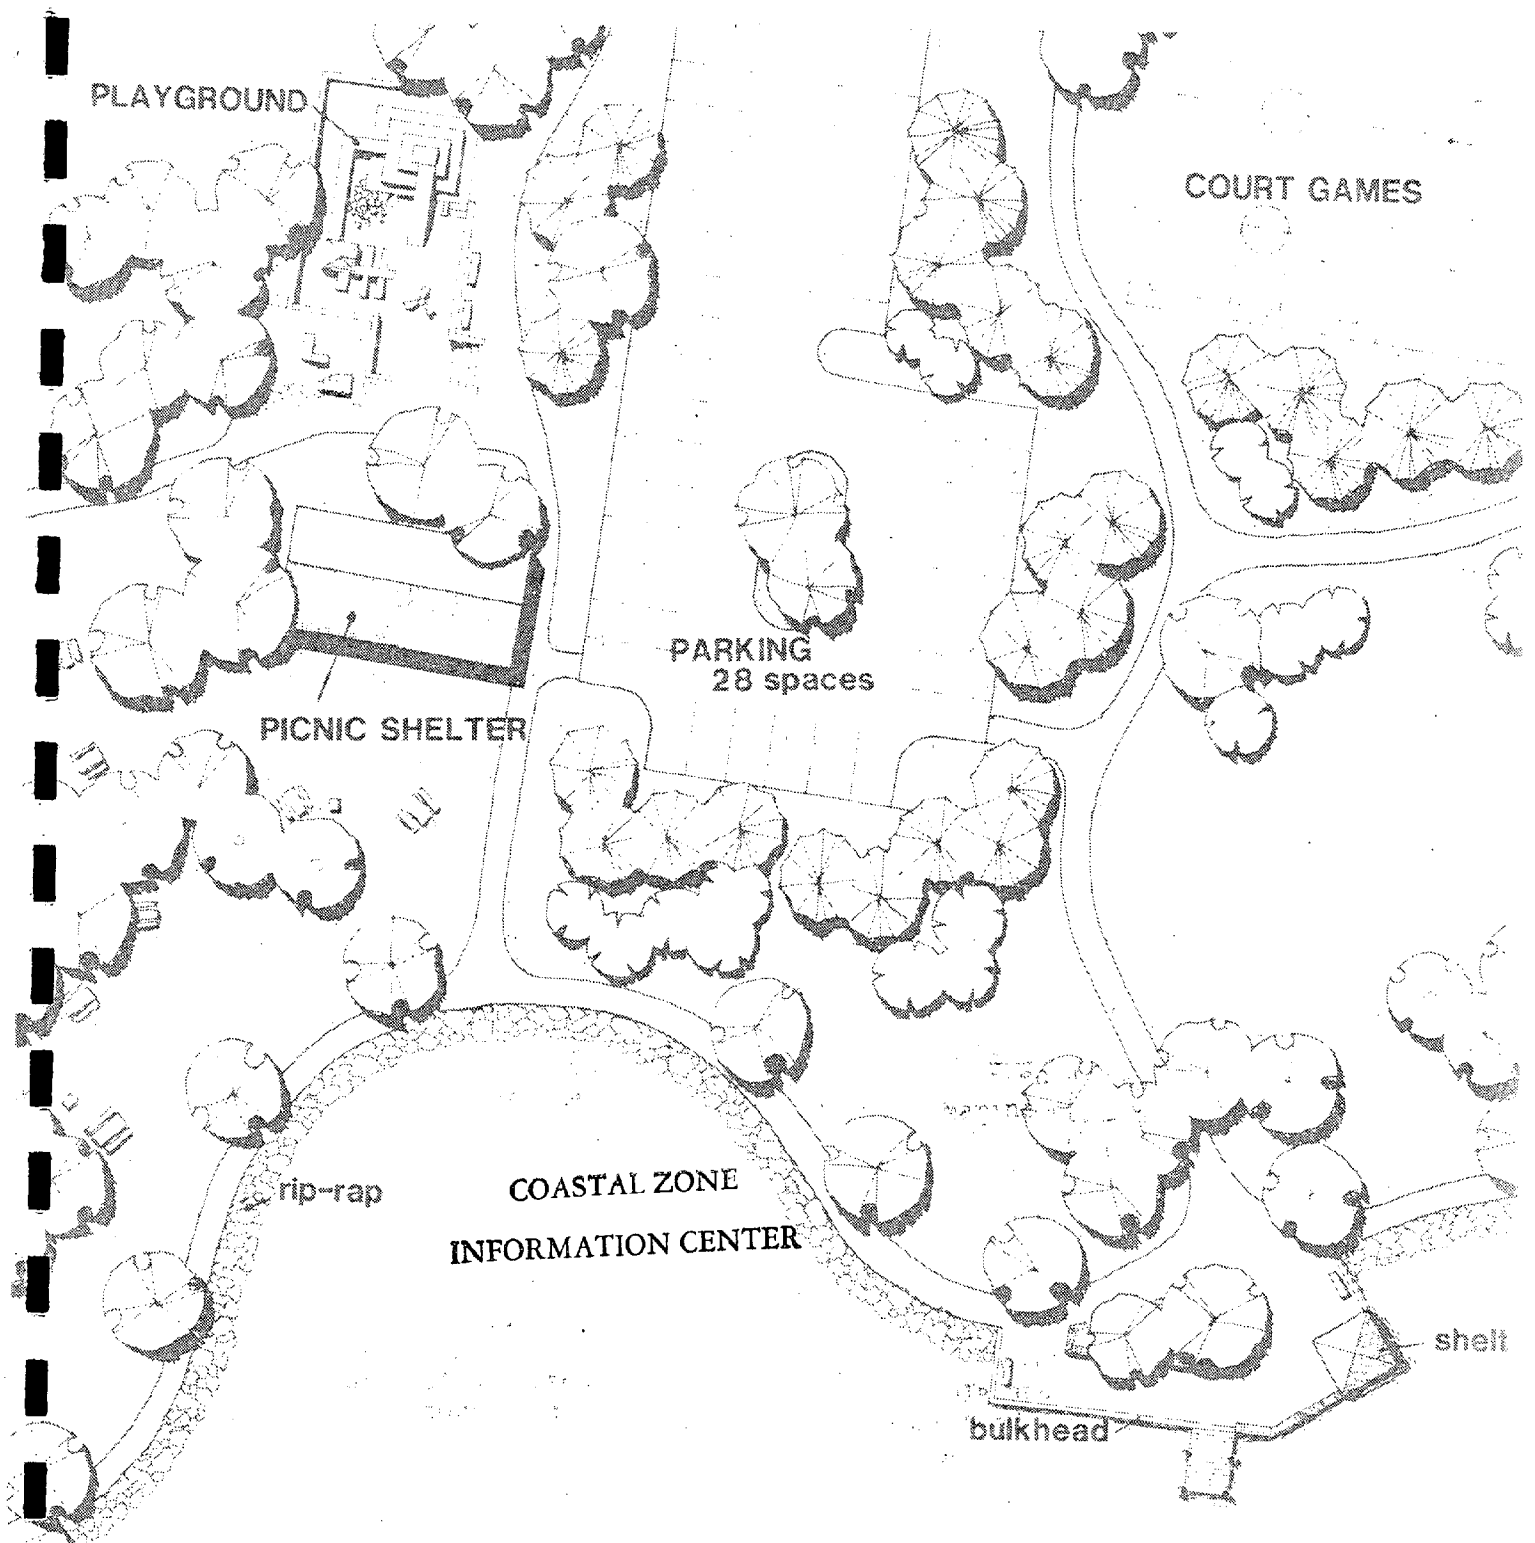 PLAYGROUND
COURT GAMES
PARKING
28 spaces
PICNIC SHELTER
rip-rap
COASTAL ZONE
INFORMATION CENTER
shelt
bulkhead